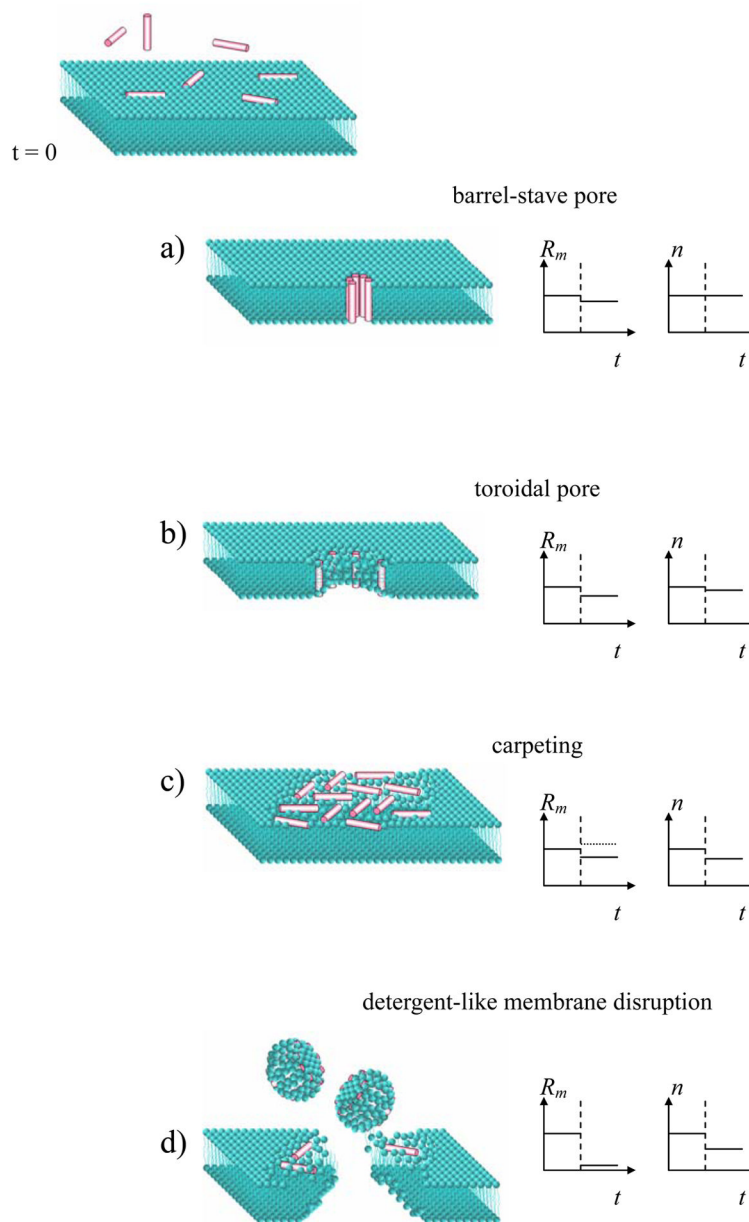 t = 0
barrel-stave pore
a)
R_m n
t t
toroidal pore
b)
R_m n
t t
carpeting
c)
R_m n
t t
detergent-like membrane disruption
d)
R_m n
t t